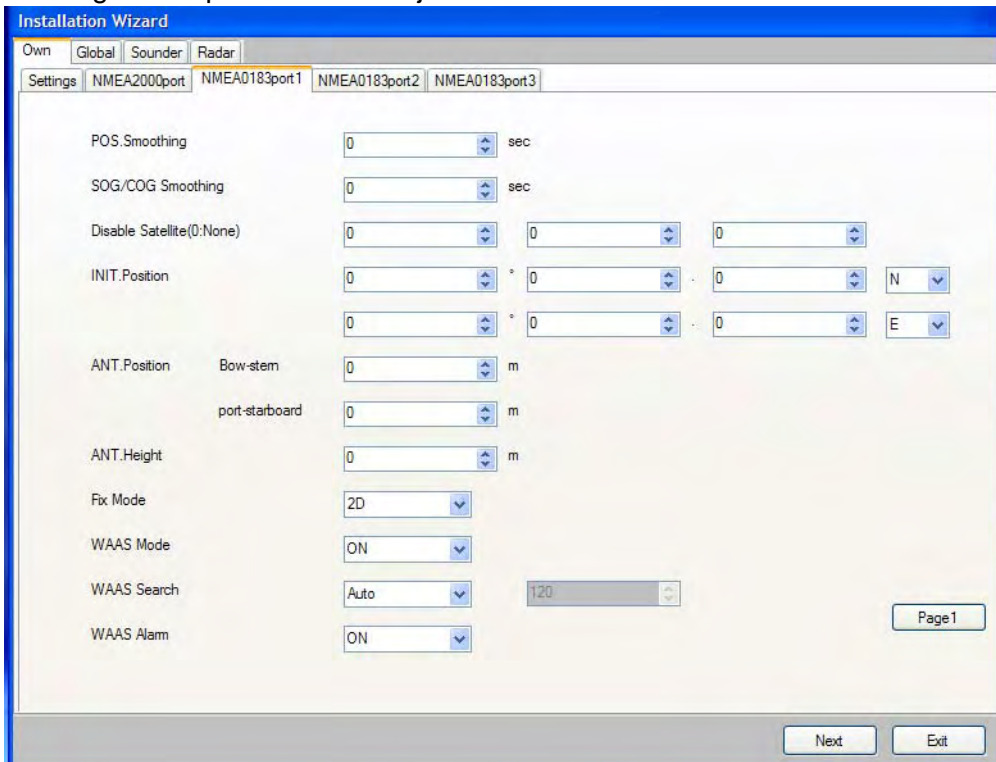 Installation Wizard
Own Global Sounder Radar
Settings NMEA2000port NMEA0183port1 NMEA0183port2 NMEA0183port3
POS.Smoothing 0 sec
SOG/COG Smoothing 0 sec
Disable Satellite(0:None) 0 0 0
INIT.Position 0 ° 0 . 0 N
0 ° 0 . 0 E
ANT.Position Bow-stern 0 m
port-starboard 0 m
ANT.Height 0 m
Fix Mode 2D
WAAS Mode ON
WAAS Search Auto 120
Page1
WAAS Alarm ON
Next Exit